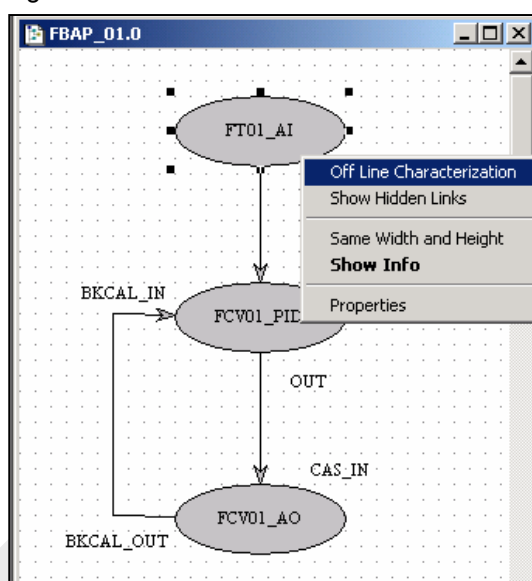 FBAP_01.0
FT01_AI
Off Line Characterization
Show Hidden Links
Same Width and Height
Show Info
Properties
BKCAL_IN
FCV01_PID
OUT
CAS_IN
FCV01_AO
BKCAL_OUT